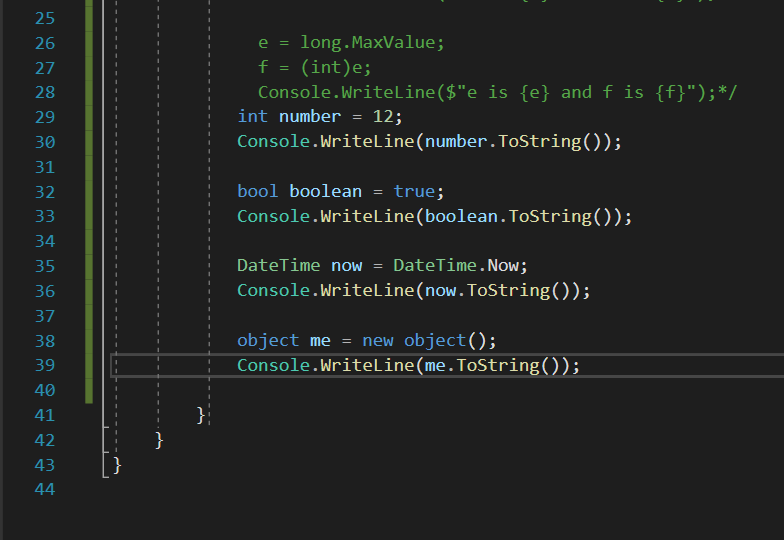 25
26 e = long.MaxValue;
27 f = (int)e;
28 Console.WriteLine($"e is {e} and f is {f}");*/
29 int number = 12;
30 Console.WriteLine(number.ToString());
31
32 bool boolean = true;
33 Console.WriteLine(boolean.ToString());
34
35 DateTime now = DateTime.Now;
36 Console.WriteLine(now.ToString());
37
38 object me = new object();
39 Console.WriteLine(me.ToString());
40
41 }
42 }
43 }
44